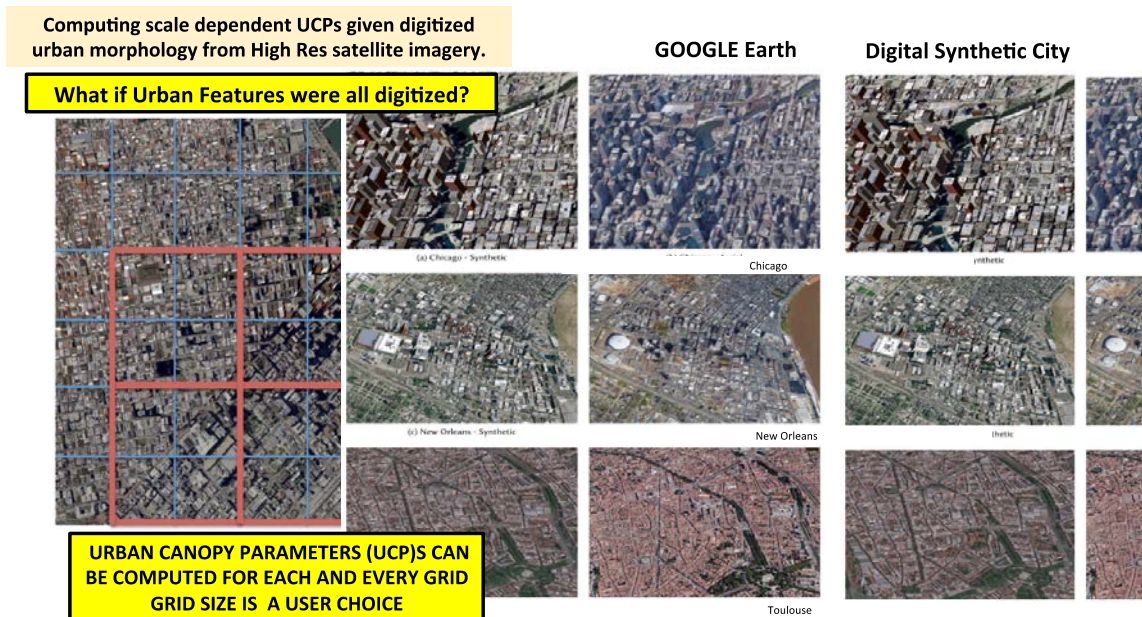 Computing scale dependent UCPs given digitized
urban morphology from High Res satellite imagery.
What if Urban Features were all digitized?
GOOGLE Earth
Digital Synthetic City
(a) Chicago - Synthetic
Chicago
ynthetic
(c) New Orleans - Synthetic
New Orleans
thetic
URBAN CANOPY PARAMETERS (UCP)S CAN
BE COMPUTED FOR EACH AND EVERY GRID
GRID SIZE IS A USER CHOICE
Toulouse